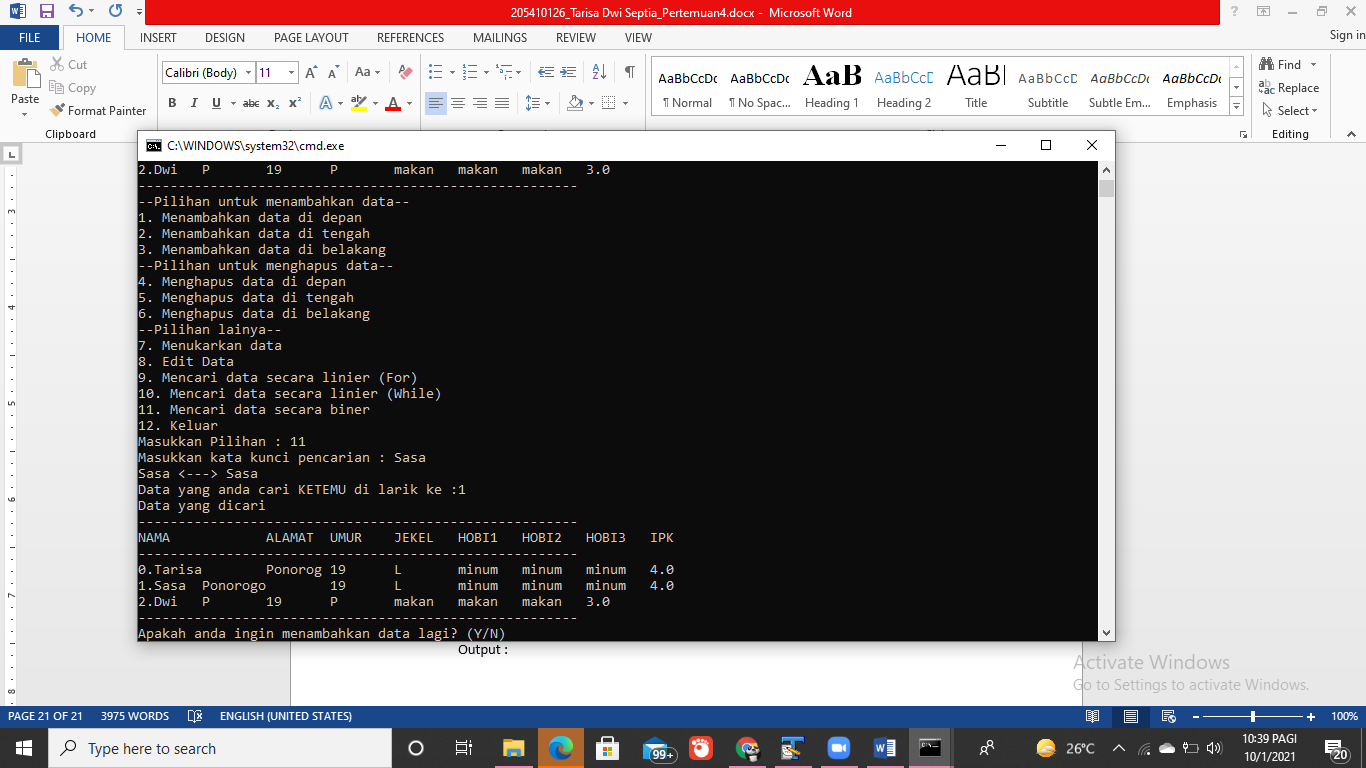 205410126_Tarisa Dwi Septia_Pertemuan4.docx - Microsoft Word
FILE HOME INSERT DESIGN PAGE LAYOUT REFERENCES MAILINGS REVIEW VIEW Sign in
Paste
Cut
Copy
Format Painter
Clipboard
Calibri (Body) 11
AaBbCcDc AaBbCcDc AaB AaBbCcD AaB AaBbCcD AaBbCcDc AaBbCcDc
¶ Normal ¶ No Spac... Heading 1 Heading 2 Title Subtitle Subtle Em... Emphasis
Find
Replace
Select
Editing
C:\WINDOWS\system32\cmd.exe
2.Dwi P 19 P makan makan makan 3.0
-------------------------------------------------------
--Pilihan untuk menambahkan data--
1. Menambahkan data di depan
2. Menambahkan data di tengah
3. Menambahkan data di belakang
--Pilihan untuk menghapus data--
4. Menghapus data di depan
5. Menghapus data di tengah
6. Menghapus data di belakang
--Pilihan lainya--
7. Menukarkan data
8. Edit Data
9. Mencari data secara linier (For)
10. Mencari data secara linier (While)
11. Mencari data secara biner
12. Keluar
Masukkan Pilihan : 11
Masukkan kata kunci pencarian : Sasa
Sasa <---> Sasa
Data yang anda cari KETEMU di larik ke :1
Data yang dicari
-------------------------------------------------------
NAMA ALAMAT UMUR JEKEL HOBI1 HOBI2 HOBI3 IPK
-------------------------------------------------------
0.Tarisa Ponorog 19 L minum minum minum 4.0
1.Sasa Ponorogo 19 L minum minum minum 4.0
2.Dwi P 19 P makan makan makan 3.0
-------------------------------------------------------
Apakah anda ingin menambahkan data lagi? (Y/N)
Output :
Activate Windows
Go to Settings to activate Windows.
PAGE 21 OF 21 3975 WORDS ENGLISH (UNITED STATES) 100%
Type here to search
99+
26°C
10:39 PAGI
10/1/2021
20